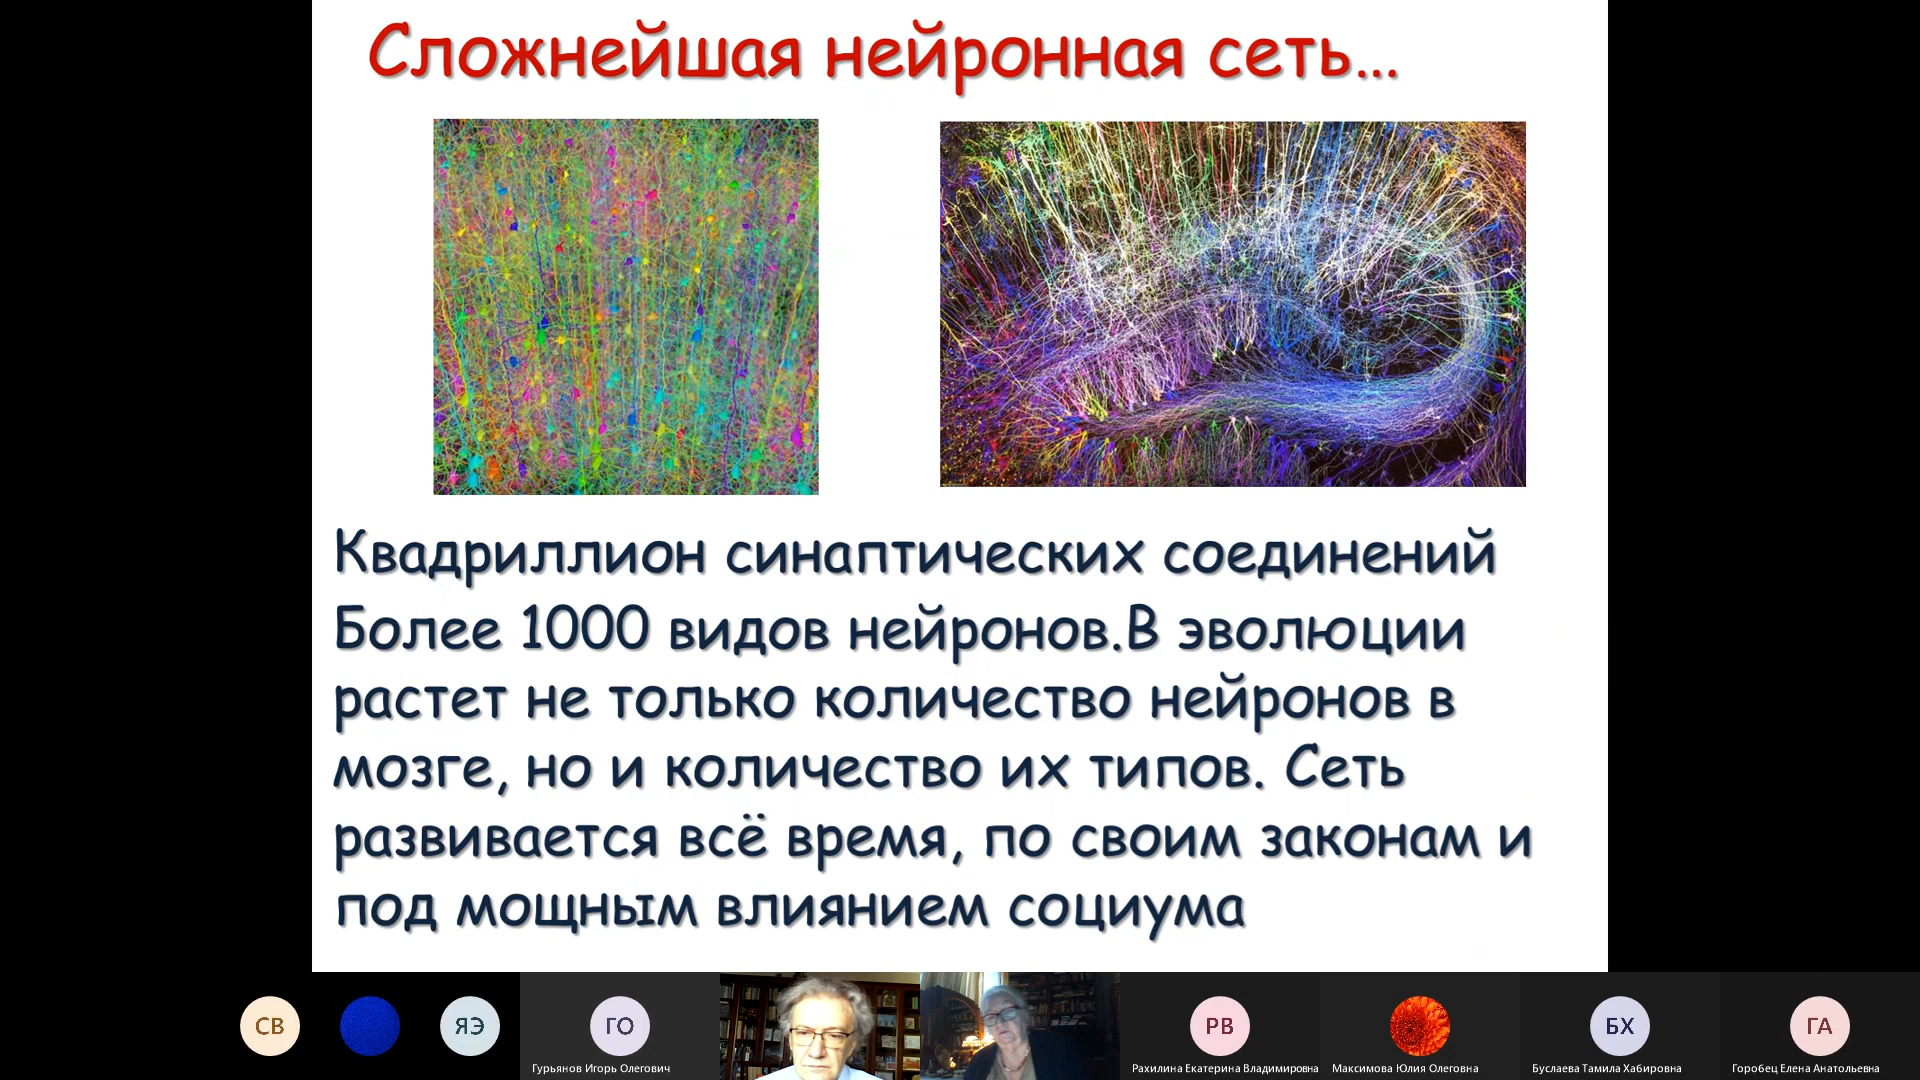 Сложнейшая нейронная сеть...
Квадриллион синаптических соединений
Более 1000 видов нейронов.В эволюции
растет не только количество нейронов в
мозге, но и количество их типов. Сеть
развивается всё время, по своим законам и
под мощным влиянием социума
СВ
ЯЭ
ГО
РВ
БХ
ГА
Гурьянов Игорь Олегович
Рахилина Екатерина Владимировна
Максимова Юлия Олеговна
Буслаева Тамила Хабировна
Горобец Елена Анатольевна